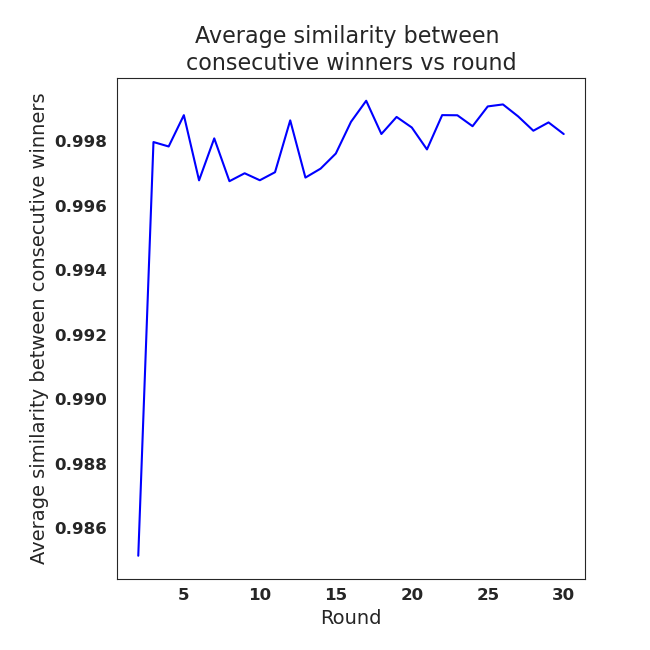 Average similarity between
consecutive winners vs round
Average similarity between consecutive winners
0.998
0.996
0.994
0.992
0.990
0.988
0.986
5 10 15 20 25 30
Round